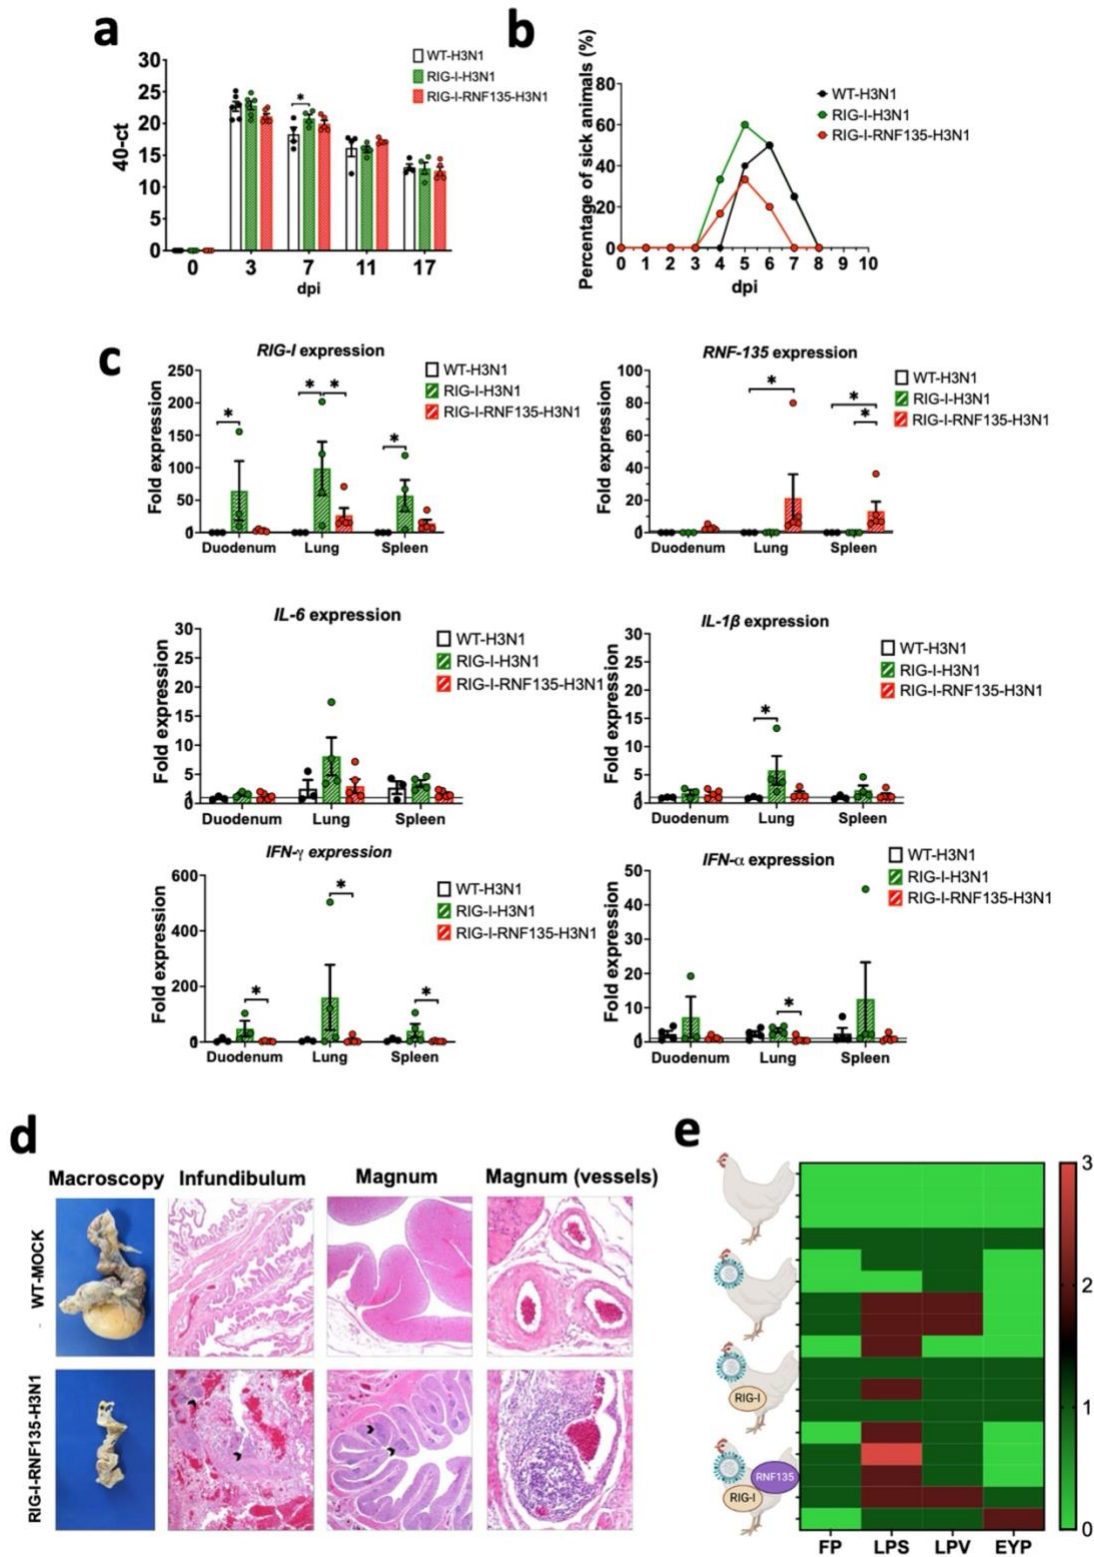 a
30
25
20
15
10
5
0
40-ct
*
0 3 7 11 17
dpi
WT-H3N1
RIG-I-H3N1
RIG-I-RNF135-H3N1
b
Percentage of sick animals (%)
80
60
40
20
0
0 1 2 3 4 5 6 7 8 9 10
dpi
WT-H3N1
RIG-I-H3N1
RIG-I-RNF135-H3N1
c
RIG-I expression
Fold expression
250
200
150
100
50
0
*
* *
*
Duodenum Lung Spleen
WT-H3N1
RIG-I-H3N1
RIG-I-RNF135-H3N1
RNF-135 expression
Fold expression
100
80
60
40
20
0
*
*
*
Duodenum Lung Spleen
WT-H3N1
RIG-I-H3N1
RIG-I-RNF135-H3N1
IL-6 expression
Fold expression
30
25
20
15
10
5
1
0
Duodenum Lung Spleen
WT-H3N1
RIG-I-H3N1
RIG-I-RNF135-H3N1
IL-1β expression
Fold expression
30
25
20
15
10
5
1
0
*
Duodenum Lung Spleen
WT-H3N1
RIG-I-H3N1
RIG-I-RNF135-H3N1
IFN-γ expression
Fold expression
600
400
200
0
*
*
*
Duodenum Lung Spleen
WT-H3N1
RIG-I-H3N1
RIG-I-RNF135-H3N1
IFN-α expression
Fold expression
50
40
30
20
10
1
0
*
Duodenum Lung Spleen
WT-H3N1
RIG-I-H3N1
RIG-I-RNF135-H3N1
d
Macroscopy Infundibulum Magnum Magnum (vessels)
WT-MOCK
RIG-I-RNF135-H3N1
e
RIG-I
RNF135
RIG-I
FP LPS LPV EYP
3
2
1
0